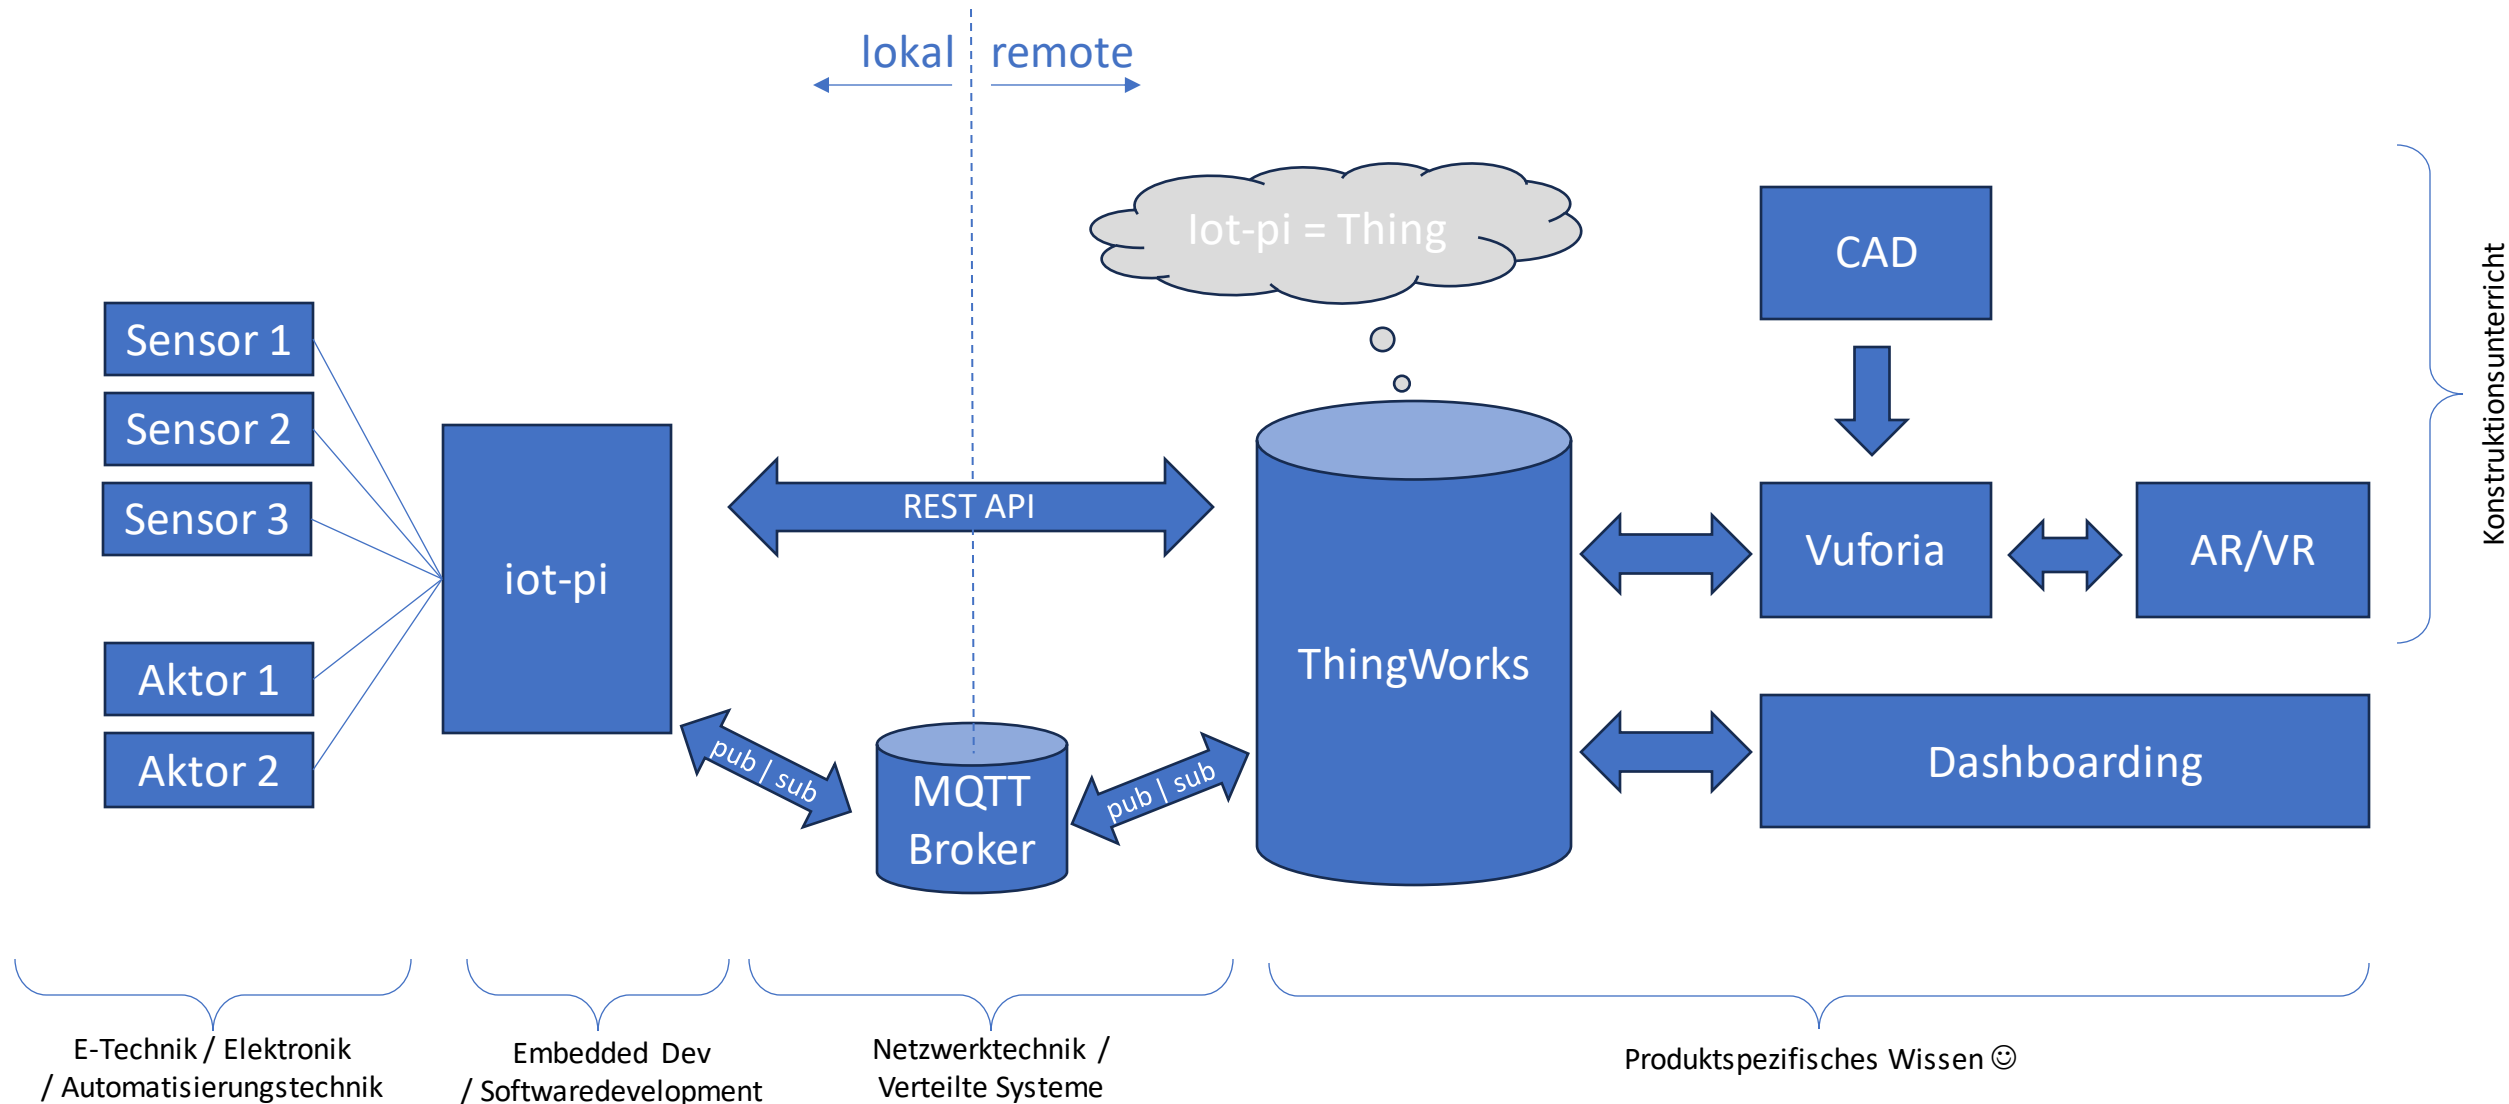 lokal
remote
Iot-pi = Thing
CAD
Konstruktionsunterricht
Sensor 1
Sensor 2
Sensor 3
Aktor 1
Aktor 2
iot-pi
REST API
pub | sub
MQTT
Broker
pub | sub
ThingWorks
Vuforia
AR/VR
Dashboarding
E-Technik / Elektronik
/ Automatisierungstechnik
Embedded Dev
/ Softwaredevelopment
Netzwerktechnik /
Verteilte Systeme
Produktspezifisches Wissen ☺